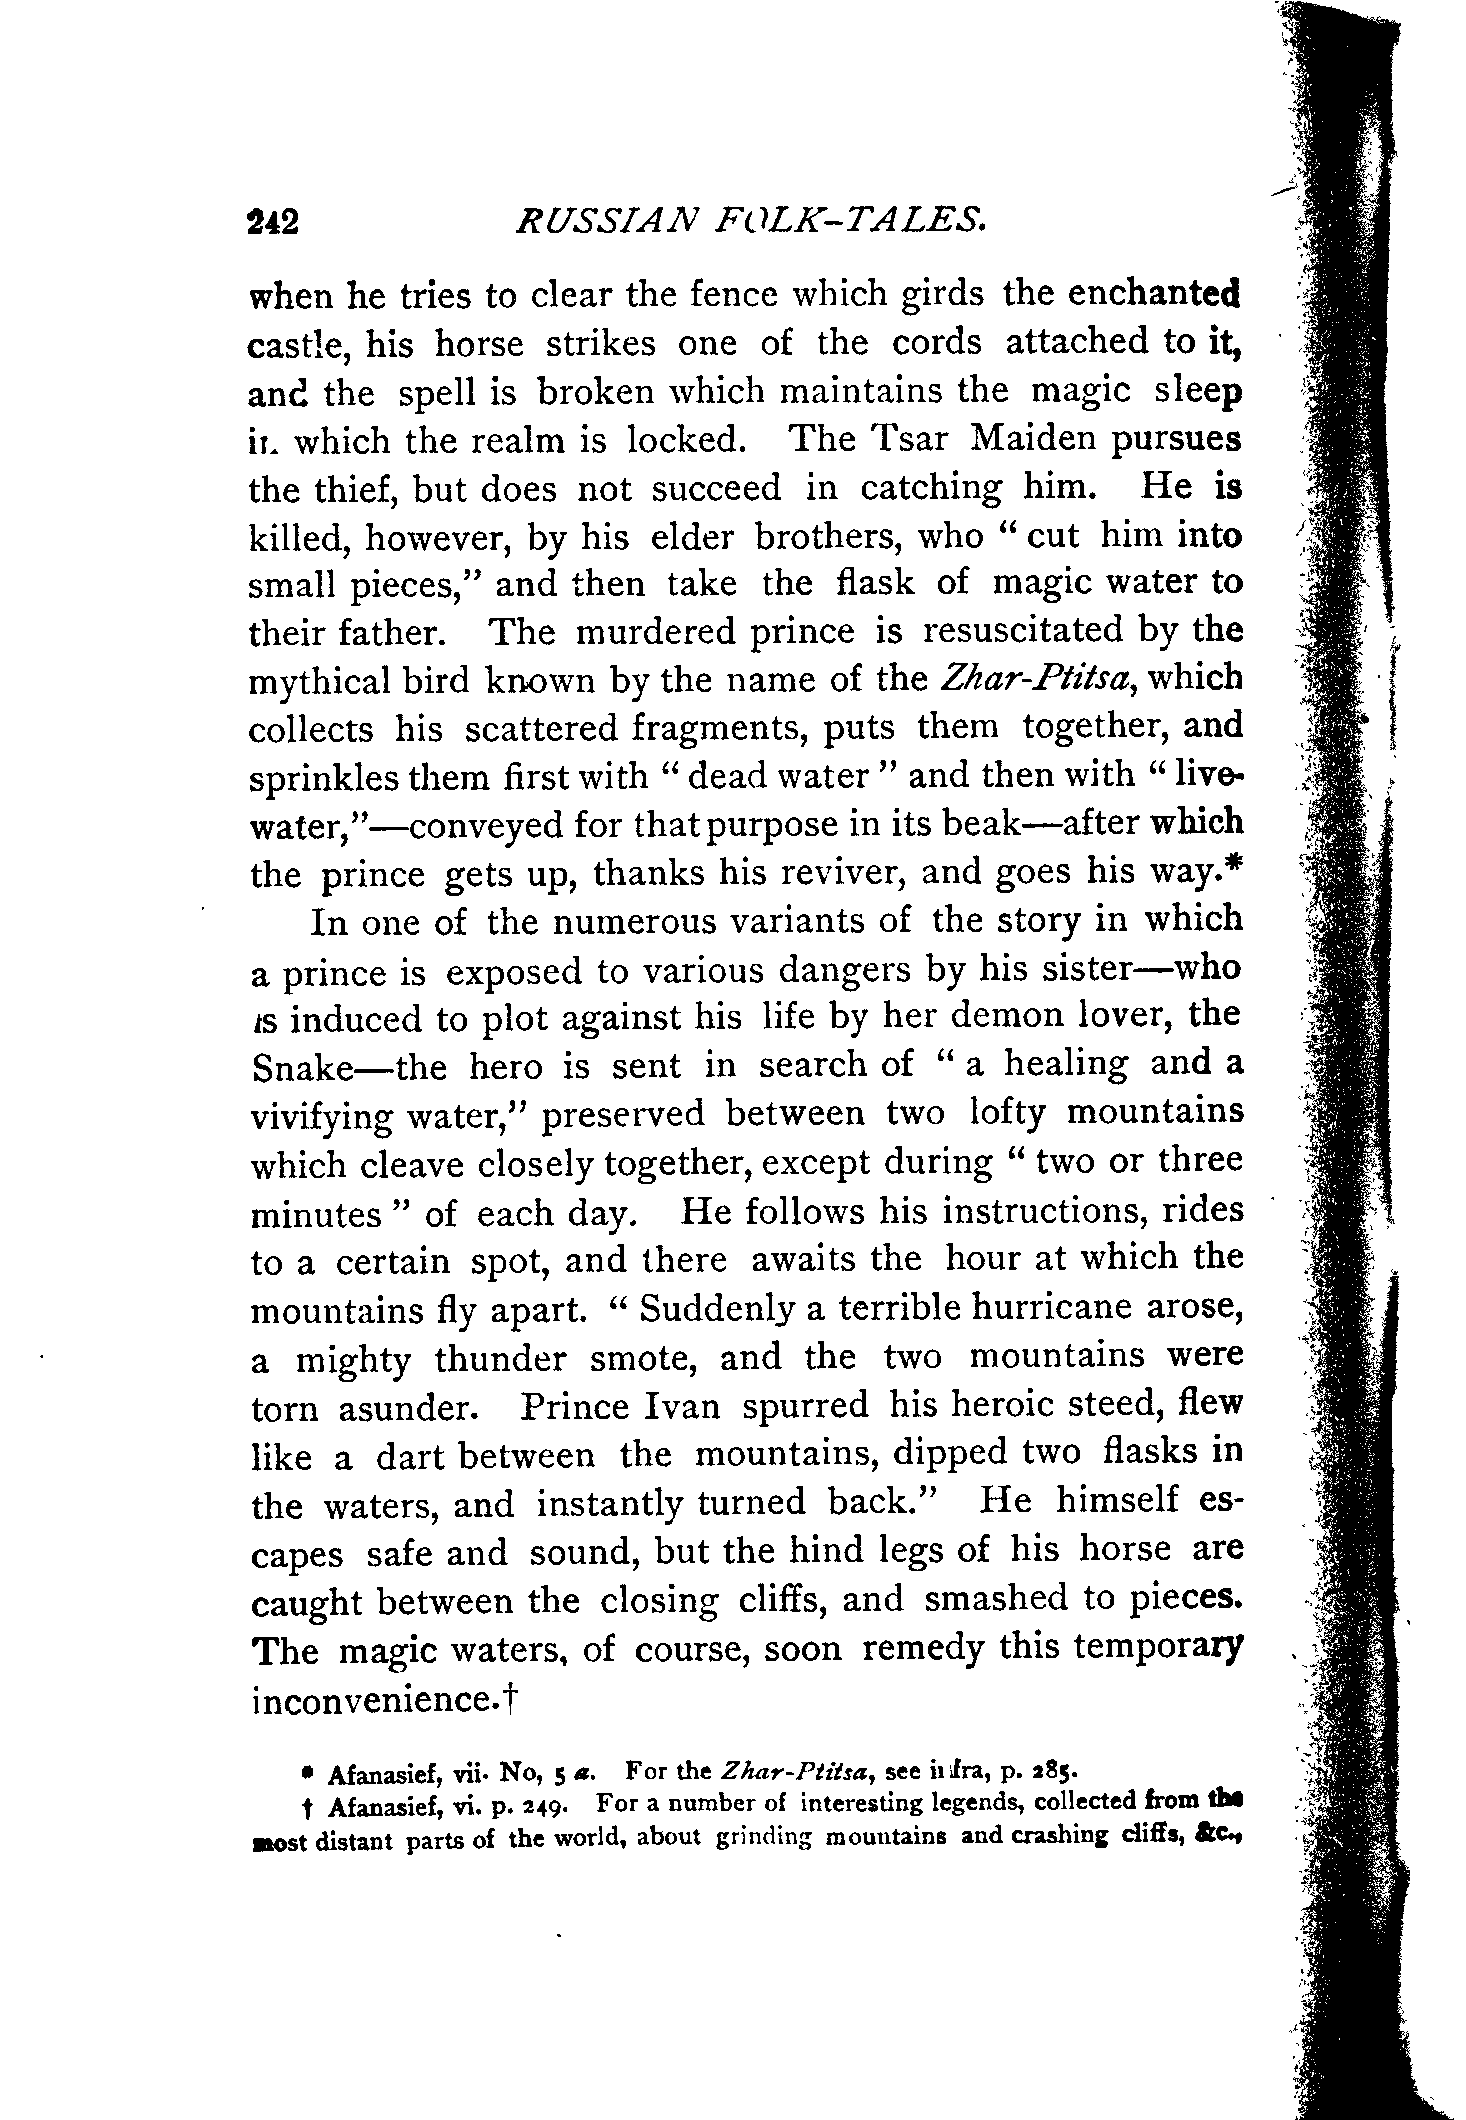 242 RUSSIAN FOLK-TALES.
when he tries to clear the fence which girds the enchanted
castle, his horse strikes one of the cords attached to it,
and the spell is broken which maintains the magic sleep
in which the realm is locked. The Tsar Maiden pursues
the thief, but does not succeed in catching him. He is
killed, however, by his elder brothers, who “ cut him into
small pieces,” and then take the flask of magic water to
their father. The murdered prince is resuscitated by the
mythical bird known by the name of the Zhar-Ptitsa, which
collects his scattered fragments, puts them together, and
sprinkles them first with “ dead water ” and then with “ live-
water,”—conveyed for that purpose in its beak—after which
the prince gets up, thanks his reviver, and goes his way.*
In one of the numerous variants of the story in which
a prince is exposed to various dangers by his sister—who
is induced to plot against his life by her demon lover, the
Snake—the hero is sent in search of “ a healing and a
vivifying water,” preserved between two lofty mountains
which cleave closely together, except during “ two or three
minutes ” of each day. He follows his instructions, rides
to a certain spot, and there awaits the hour at which the
mountains fly apart. “ Suddenly a terrible hurricane arose,
a mighty thunder smote, and the two mountains were
torn asunder. Prince Ivan spurred his heroic steed, flew
like a dart between the mountains, dipped two flasks in
the waters, and instantly turned back.” He himself es-
capes safe and sound, but the hind legs of his horse are
caught between the closing cliffs, and smashed to pieces.
The magic waters, of course, soon remedy this temporary
inconvenience.†
* Afanasief, vii. No, 5 a. For the Zhar-Ptitsa, see infra, p. 285.
† Afanasief, vi. p. 249. For a number of interesting legends, collected from the
most distant parts of the world, about grinding mountains and crashing cliffs, &c.,